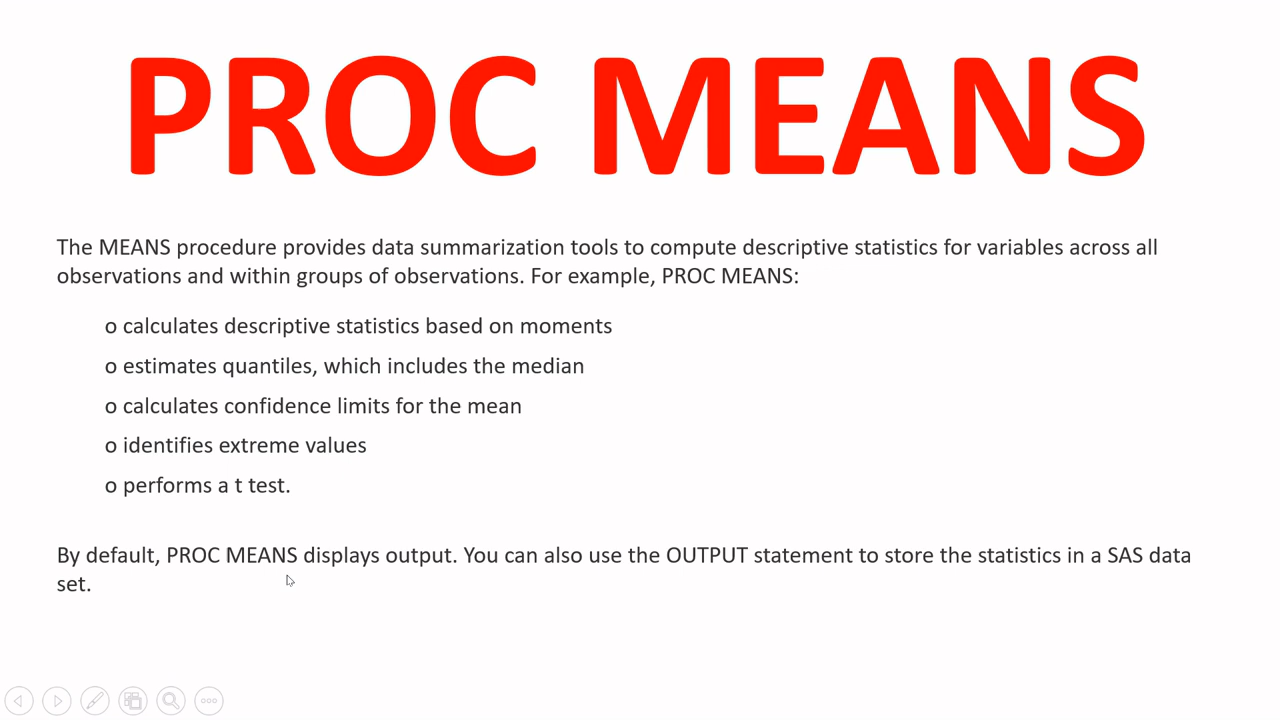 PROC MEANS
The MEANS procedure provides data summarization tools to compute descriptive statistics for variables across all
observations and within groups of observations. For example, PROC MEANS:
o calculates descriptive statistics based on moments
o estimates quantiles, which includes the median
o calculates confidence limits for the mean
o identifies extreme values
o performs a t test.
By default, PROC MEANS displays output. You can also use the OUTPUT statement to store the statistics in a SAS data
set.